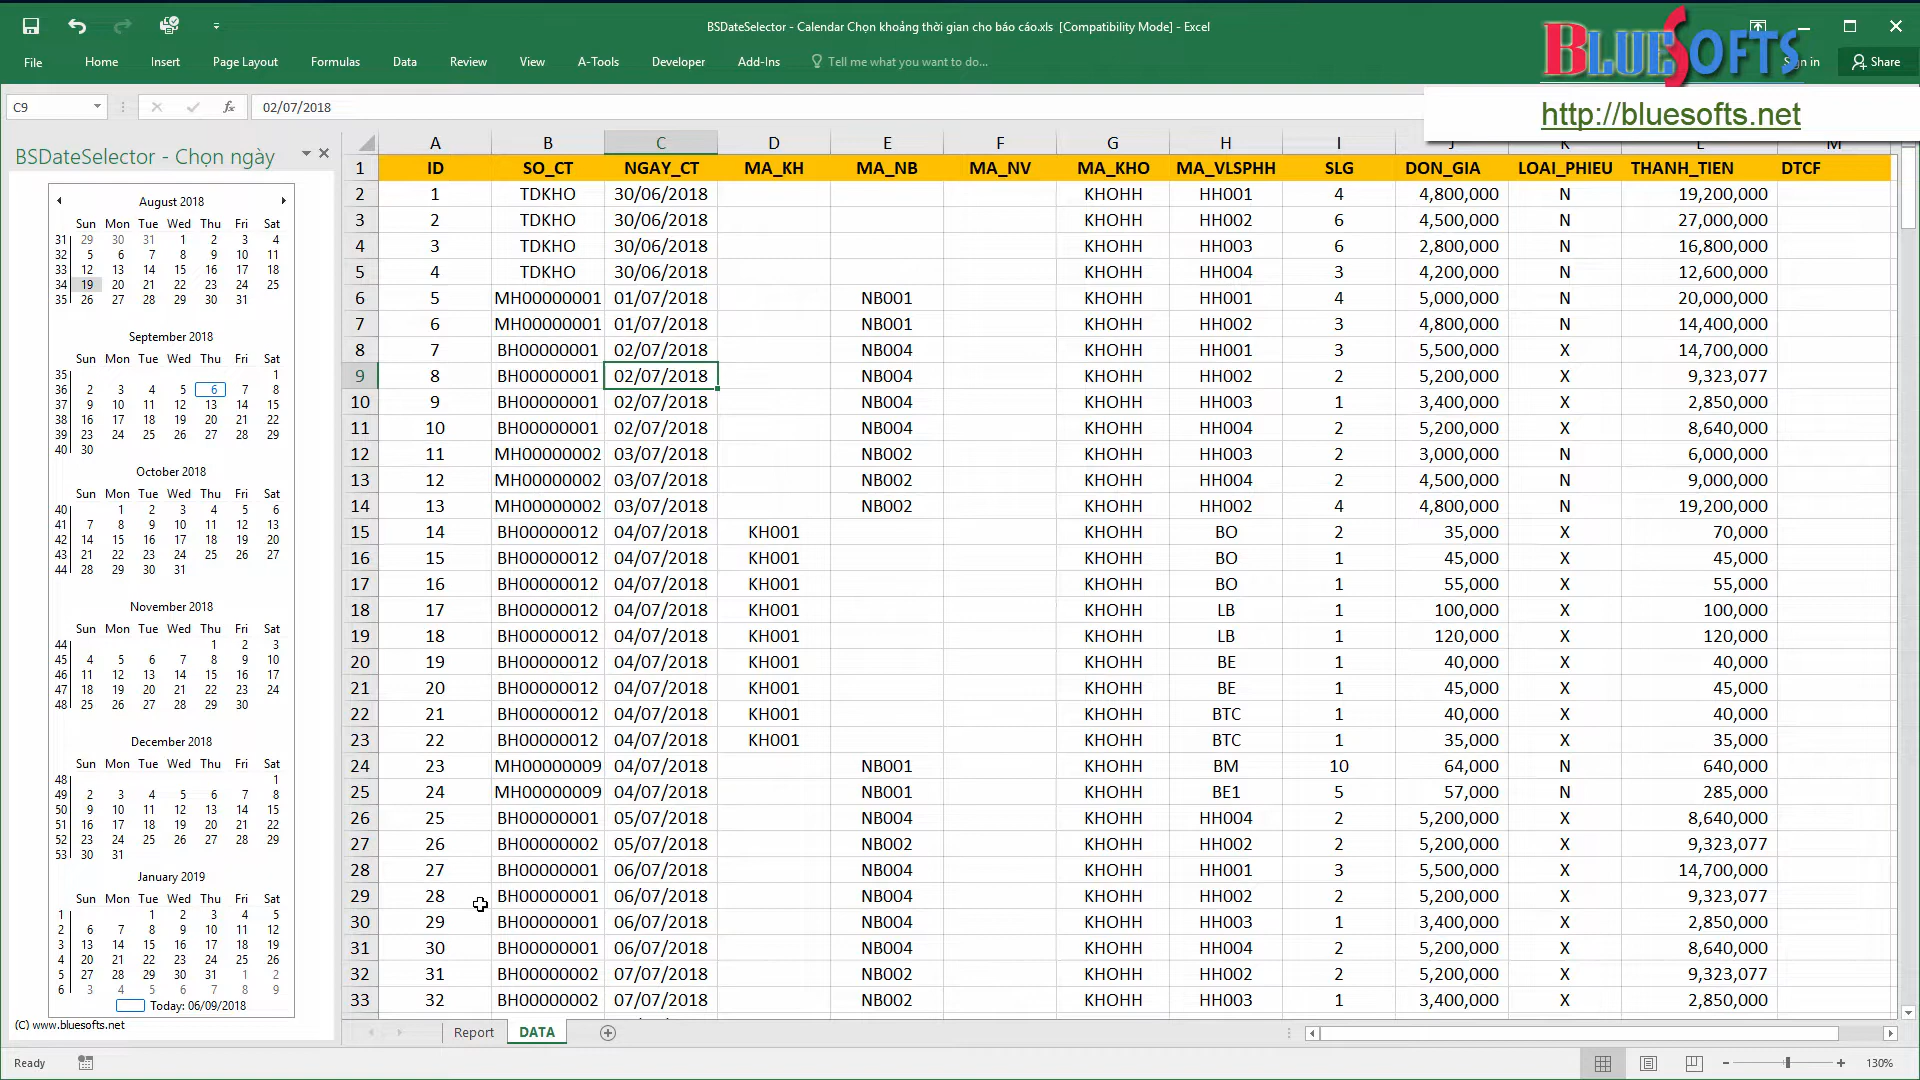 BSDateSelector - Calendar Chọn khoảng thời gian cho báo cáo.xls [Compatibility Mode] - Excel
BLUESOFTS
File Home Insert Page Layout Formulas Data Review View A-Tools Developer Add-Ins Tell me what you want to do... in Share
http://bluesofts.net
C9 fx 02/07/2018
BSDateSelector - Chọn ngày
August 2018
Sun Mon Tue Wed Thu Fri Sat
31 29 30 31 1 2 3 4
32 5 6 7 8 9 10 11
33 12 13 14 15 16 17 18
34 19 20 21 22 23 24 25
35 26 27 28 29 30 31
September 2018
Sun Mon Tue Wed Thu Fri Sat
35 1
36 2 3 4 5 6 7 8
37 9 10 11 12 13 14 15
38 16 17 18 19 20 21 22
39 23 24 25 26 27 28 29
40 30
October 2018
Sun Mon Tue Wed Thu Fri Sat
40 1 2 3 4 5 6
41 7 8 9 10 11 12 13
42 14 15 16 17 18 19 20
43 21 22 23 24 25 26 27
44 28 29 30 31
November 2018
Sun Mon Tue Wed Thu Fri Sat
44 1 2 3
45 4 5 6 7 8 9 10
46 11 12 13 14 15 16 17
47 18 19 20 21 22 23 24
48 25 26 27 28 29 30
December 2018
Sun Mon Tue Wed Thu Fri Sat
48 1
49 2 3 4 5 6 7 8
50 9 10 11 12 13 14 15
51 16 17 18 19 20 21 22
52 23 24 25 26 27 28 29
53 30 31
January 2019
Sun Mon Tue Wed Thu Fri Sat
1 1 2 3 4 5
2 6 7 8 9 10 11 12
3 13 14 15 16 17 18 19
4 20 21 22 23 24 25 26
5 27 28 29 30 31 1 2
6 3 4 5 6 7 8 9
Today: 06/09/2018
(C) www.bluesofts.net
A B C D E F G H I J K L M
1 ID SO_CT NGAY_CT MA_KH MA_NB MA_NV MA_KHO MA_VLSPHH SLG DON_GIA LOAI_PHIEU THANH_TIEN DTCF
2 1 TDKHO 30/06/2018 KHOHH HH001 4 4,800,000 N 19,200,000
3 2 TDKHO 30/06/2018 KHOHH HH002 6 4,500,000 N 27,000,000
4 3 TDKHO 30/06/2018 KHOHH HH003 6 2,800,000 N 16,800,000
5 4 TDKHO 30/06/2018 KHOHH HH004 3 4,200,000 N 12,600,000
6 5 MH00000001 01/07/2018 NB001 KHOHH HH001 4 5,000,000 N 20,000,000
7 6 MH00000001 01/07/2018 NB001 KHOHH HH002 3 4,800,000 N 14,400,000
8 7 BH00000001 02/07/2018 NB004 KHOHH HH001 3 5,500,000 X 14,700,000
9 8 BH00000001 02/07/2018 NB004 KHOHH HH002 2 5,200,000 X 9,323,077
10 9 BH00000001 02/07/2018 NB004 KHOHH HH003 1 3,400,000 X 2,850,000
11 10 BH00000001 02/07/2018 NB004 KHOHH HH004 2 5,200,000 X 8,640,000
12 11 MH00000002 03/07/2018 NB002 KHOHH HH003 2 3,000,000 N 6,000,000
13 12 MH00000002 03/07/2018 NB002 KHOHH HH004 2 4,500,000 N 9,000,000
14 13 MH00000002 03/07/2018 NB002 KHOHH HH002 4 4,800,000 N 19,200,000
15 14 BH00000012 04/07/2018 KH001 KHOHH BO 2 35,000 X 70,000
16 15 BH00000012 04/07/2018 KH001 KHOHH BO 1 45,000 X 45,000
17 16 BH00000012 04/07/2018 KH001 KHOHH BO 1 55,000 X 55,000
18 17 BH00000012 04/07/2018 KH001 KHOHH LB 1 100,000 X 100,000
19 18 BH00000012 04/07/2018 KH001 KHOHH LB 1 120,000 X 120,000
20 19 BH00000012 04/07/2018 KH001 KHOHH BE 1 40,000 X 40,000
21 20 BH00000012 04/07/2018 KH001 KHOHH BE 1 45,000 X 45,000
22 21 BH00000012 04/07/2018 KH001 KHOHH BTC 1 40,000 X 40,000
23 22 BH00000012 04/07/2018 KH001 KHOHH BTC 1 35,000 X 35,000
24 23 MH00000009 04/07/2018 NB001 KHOHH BM 10 64,000 N 640,000
25 24 MH00000009 04/07/2018 NB001 KHOHH BE1 5 57,000 N 285,000
26 25 BH00000001 05/07/2018 NB004 KHOHH HH004 2 5,200,000 X 8,640,000
27 26 BH00000002 05/07/2018 NB004 KHOHH HH002 2 5,200,000 X 9,323,077
28 27 BH00000001 06/07/2018 NB004 KHOHH HH001 3 5,500,000 X 14,700,000
29 28 BH00000001 06/07/2018 NB004 KHOHH HH002 2 5,200,000 X 9,323,077
30 29 BH00000001 06/07/2018 NB004 KHOHH HH003 1 3,400,000 X 2,850,000
31 30 BH00000001 06/07/2018 NB004 KHOHH HH004 2 5,200,000 X 8,640,000
32 31 BH00000002 07/07/2018 NB002 KHOHH HH002 2 5,200,000 X 9,323,077
33 32 BH00000002 07/07/2018 NB002 KHOHH HH003 1 3,400,000 X 2,850,000
Report DATA
Ready 130%